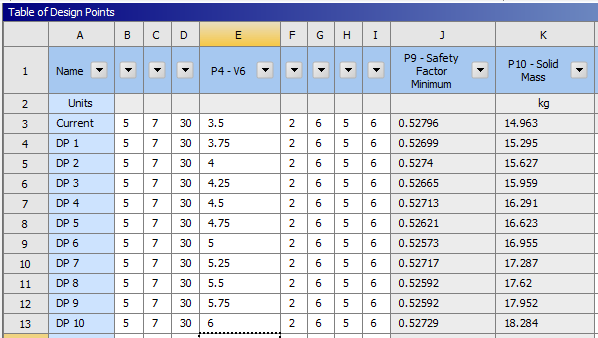 Table of Design Points
A B C D E F G H I J K
1 Name P4 - V6 P9 - Safety Factor Minimum P10 - Solid Mass
2 Units kg
3 Current 5 7 30 3.5 2 6 5 6 0.52796 14.963
4 DP 1 5 7 30 3.75 2 6 5 6 0.52699 15.295
5 DP 2 5 7 30 4 2 6 5 6 0.5274 15.627
6 DP 3 5 7 30 4.25 2 6 5 6 0.52665 15.959
7 DP 4 5 7 30 4.5 2 6 5 6 0.52713 16.291
8 DP 5 5 7 30 4.75 2 6 5 6 0.52621 16.623
9 DP 6 5 7 30 5 2 6 5 6 0.52573 16.955
10 DP 7 5 7 30 5.25 2 6 5 6 0.52717 17.287
11 DP 8 5 7 30 5.5 2 6 5 6 0.52592 17.62
12 DP 9 5 7 30 5.75 2 6 5 6 0.52592 17.952
13 DP 10 5 7 30 6 2 6 5 6 0.52729 18.284